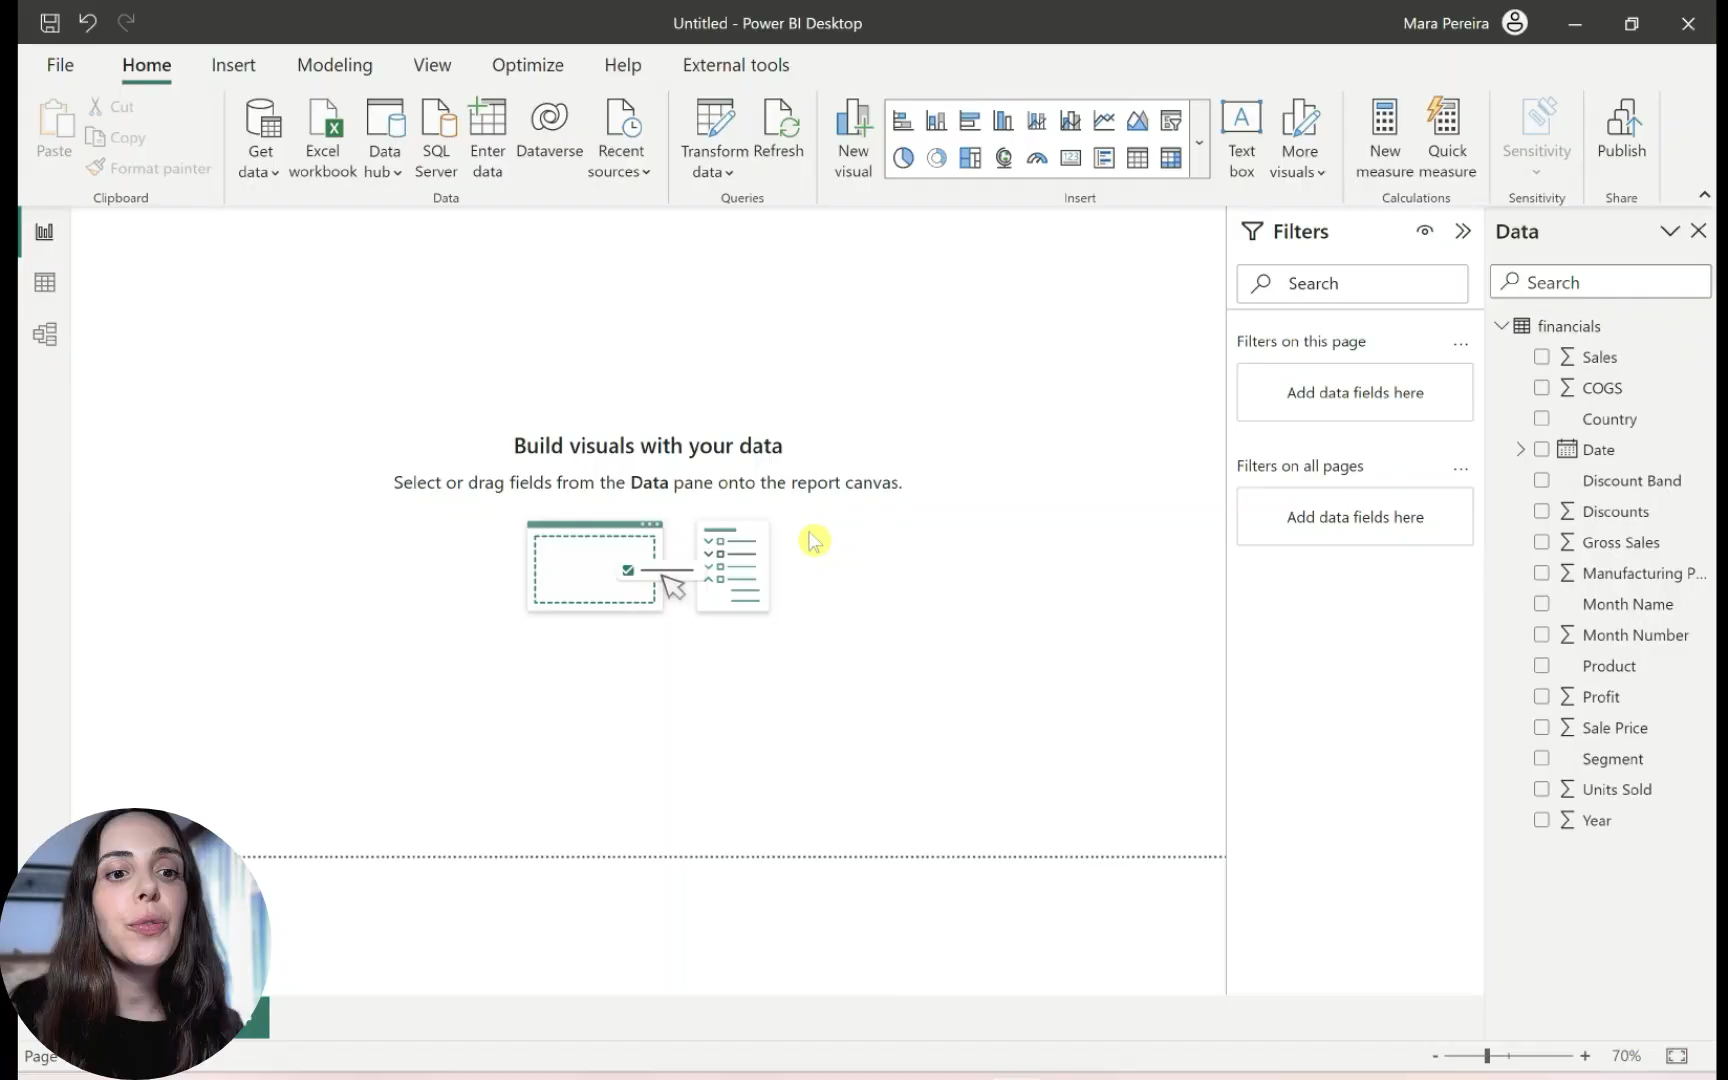 Untitled - Power BI Desktop
Mara Pereira
File
Home
Insert
Modeling
View
Optimize
Help
External tools
Paste
Cut
Copy
Format painter
Clipboard
Get data
Excel workbook
Data hub
SQL Server
Enter data
Dataverse
Recent sources
Data
Transform data
Refresh
Queries
New visual
Text box
More visuals
Insert
New measure
Quick measure
Calculations
Sensitivity
Sensitivity
Publish
Share
Build visuals with your data
Select or drag fields from the Data pane onto the report canvas.
Filters
Search
Filters on this page
...
Add data fields here
Filters on all pages
...
Add data fields here
Data
Search
financials
Sales
COGS
Country
Date
Discount Band
Discounts
Gross Sales
Manufacturing P...
Month Name
Month Number
Product
Profit
Sale Price
Segment
Units Sold
Year
Page
- + 70%